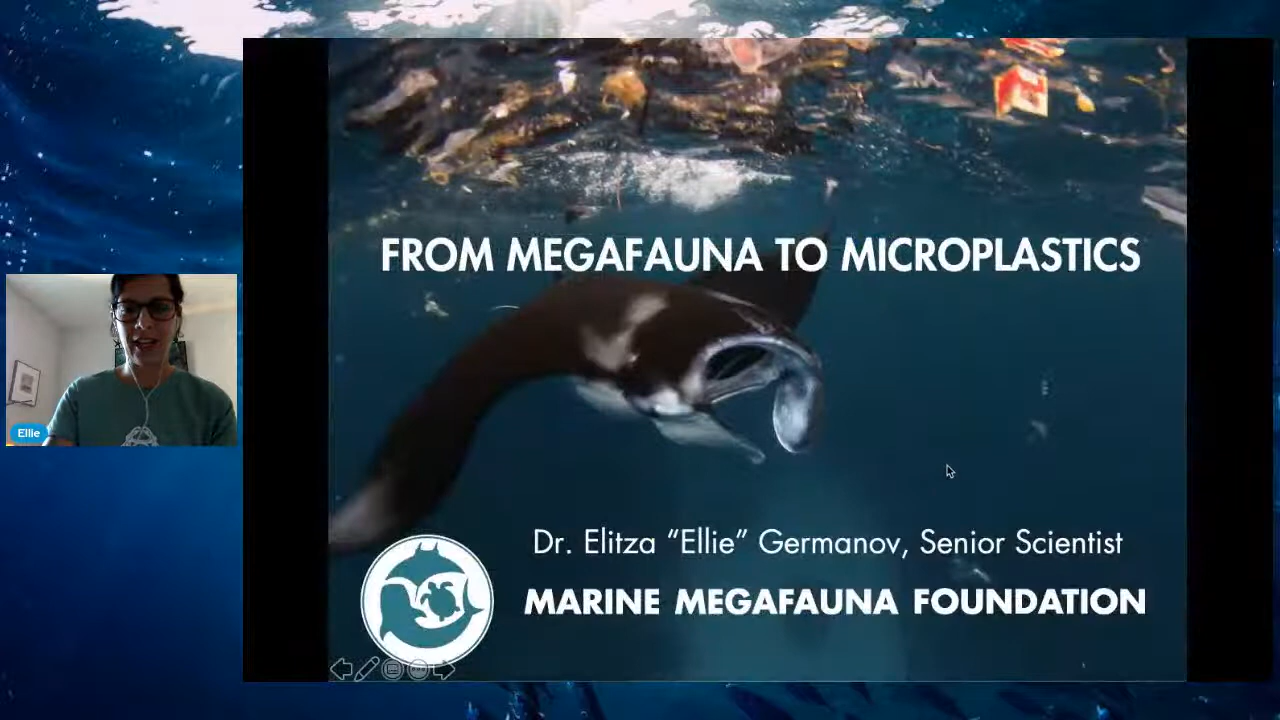 FROM MEGAFAUNA TO MICROPLASTICS
Ellie
Dr. Elitza “Ellie” Germanov, Senior Scientist
MARINE MEGAFAUNA FOUNDATION